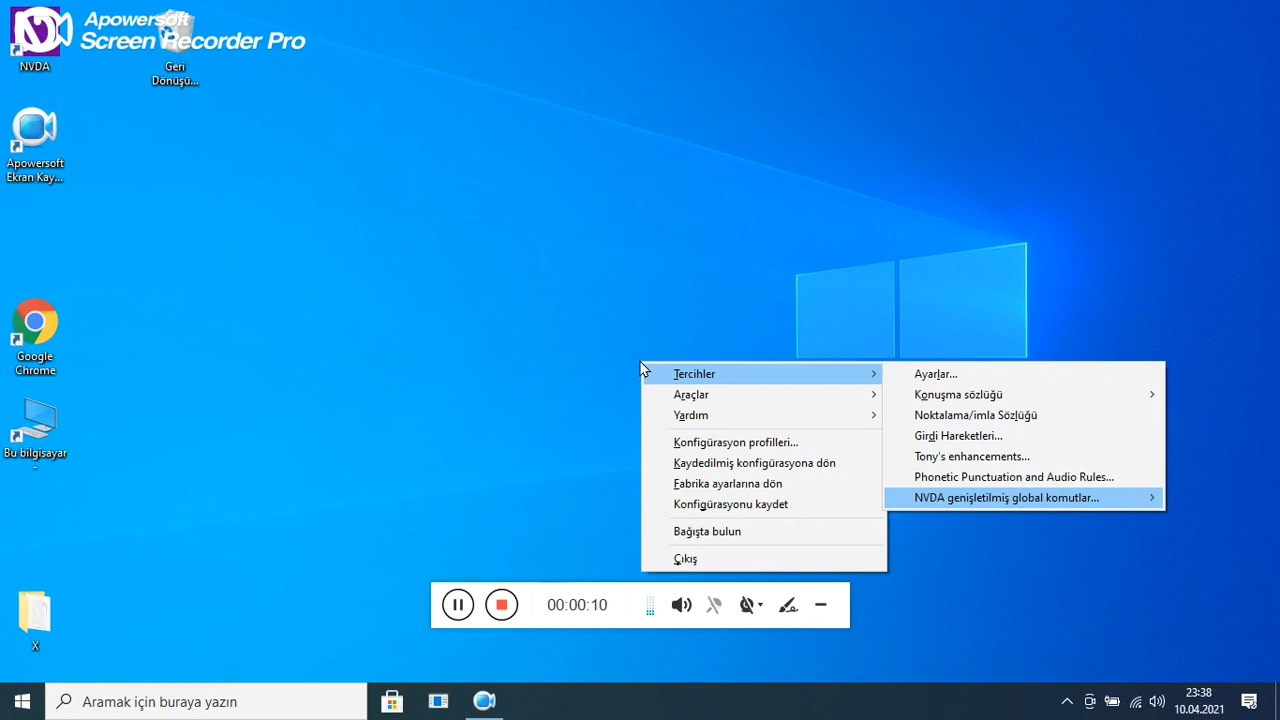 Apowersoft
Screen Recorder Pro
NVDA
Geri
Dönüşü...
Apowersoft
Ekran Kay...
Google
Chrome
Bu bilgisayar
-
X
Tercihler
Araçlar
Yardım
Konfigürasyon profilleri...
Kaydedilmiş konfigürasyona dön
Fabrika ayarlarına dön
Konfigürasyonu kaydet
Bağışta bulun
Çıkış
Ayarlar...
Konuşma sözlüğü
Noktalama/imla Sözlüğü
Girdi Hareketleri...
Tony's enhancements...
Phonetic Punctuation and Audio Rules...
NVDA genişletilmiş global komutlar...
00:00:10
Aramak için buraya yazın
23:38
10.04.2021